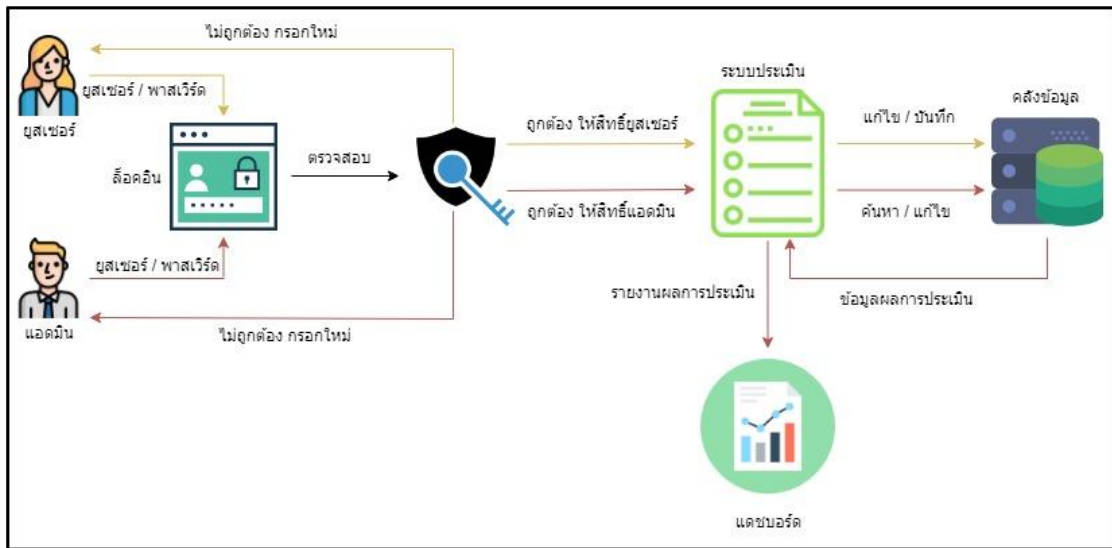 ไม่ถูกต้อง กรอกใหม่
ยูสเซอร์ / พาสเวิร์ด
ยูสเซอร์
ล็อคอิน
ตรวจสอบ
ยูสเซอร์ / พาสเวิร์ด
แอดมิน
ไม่ถูกต้อง กรอกใหม่
ถูกต้อง ให้สิทธิ์ยูสเซอร์
ถูกต้อง ให้สิทธิ์แอดมิน
ระบบประเมิน
แก้ไข / บันทึก
ค้นหา / แก้ไข
คลังข้อมูล
รายงานผลการประเมิน
ข้อมูลผลการประเมิน
แดชบอร์ด